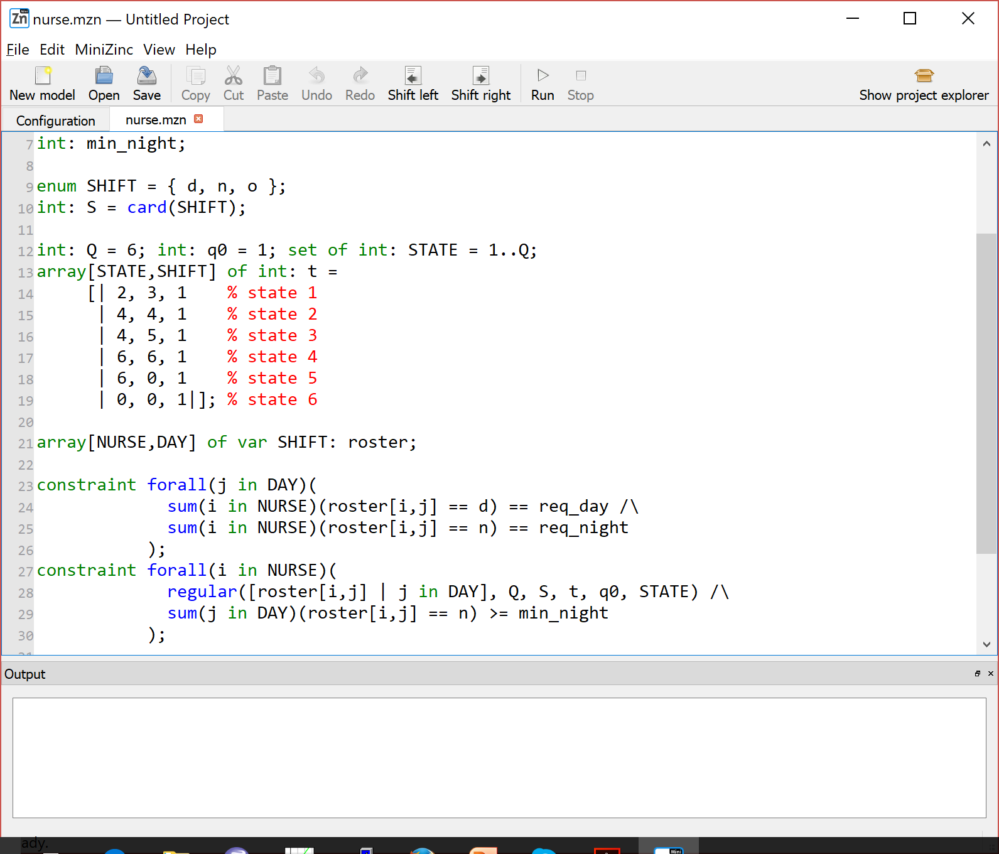 Zn Mini nurse.mzn — Untitled Project
File Edit MiniZinc View Help
New model Open Save Copy Cut Paste Undo Redo Shift left Shift right Run Stop Show project explorer
Configuration nurse.mzn
7 int: min_night;
8
9 enum SHIFT = { d, n, o };
10 int: S = card(SHIFT);
11
12 int: Q = 6; int: q0 = 1; set of int: STATE = 1..Q;
13 array[STATE,SHIFT] of int: t =
14 [| 2, 3, 1 % state 1
15 | 4, 4, 1 % state 2
16 | 4, 5, 1 % state 3
17 | 6, 6, 1 % state 4
18 | 6, 0, 1 % state 5
19 | 0, 0, 1|]; % state 6
20
21 array[NURSE,DAY] of var SHIFT: roster;
22
23 constraint forall(j in DAY)(
24 sum(i in NURSE)(roster[i,j] == d) == req_day /\
25 sum(i in NURSE)(roster[i,j] == n) == req_night
26 );
27 constraint forall(i in NURSE)(
28 regular([roster[i,j] | j in DAY], Q, S, t, q0, STATE) /\
29 sum(j in DAY)(roster[i,j] == n) >= min_night
30 );
Output
ady.
Mini